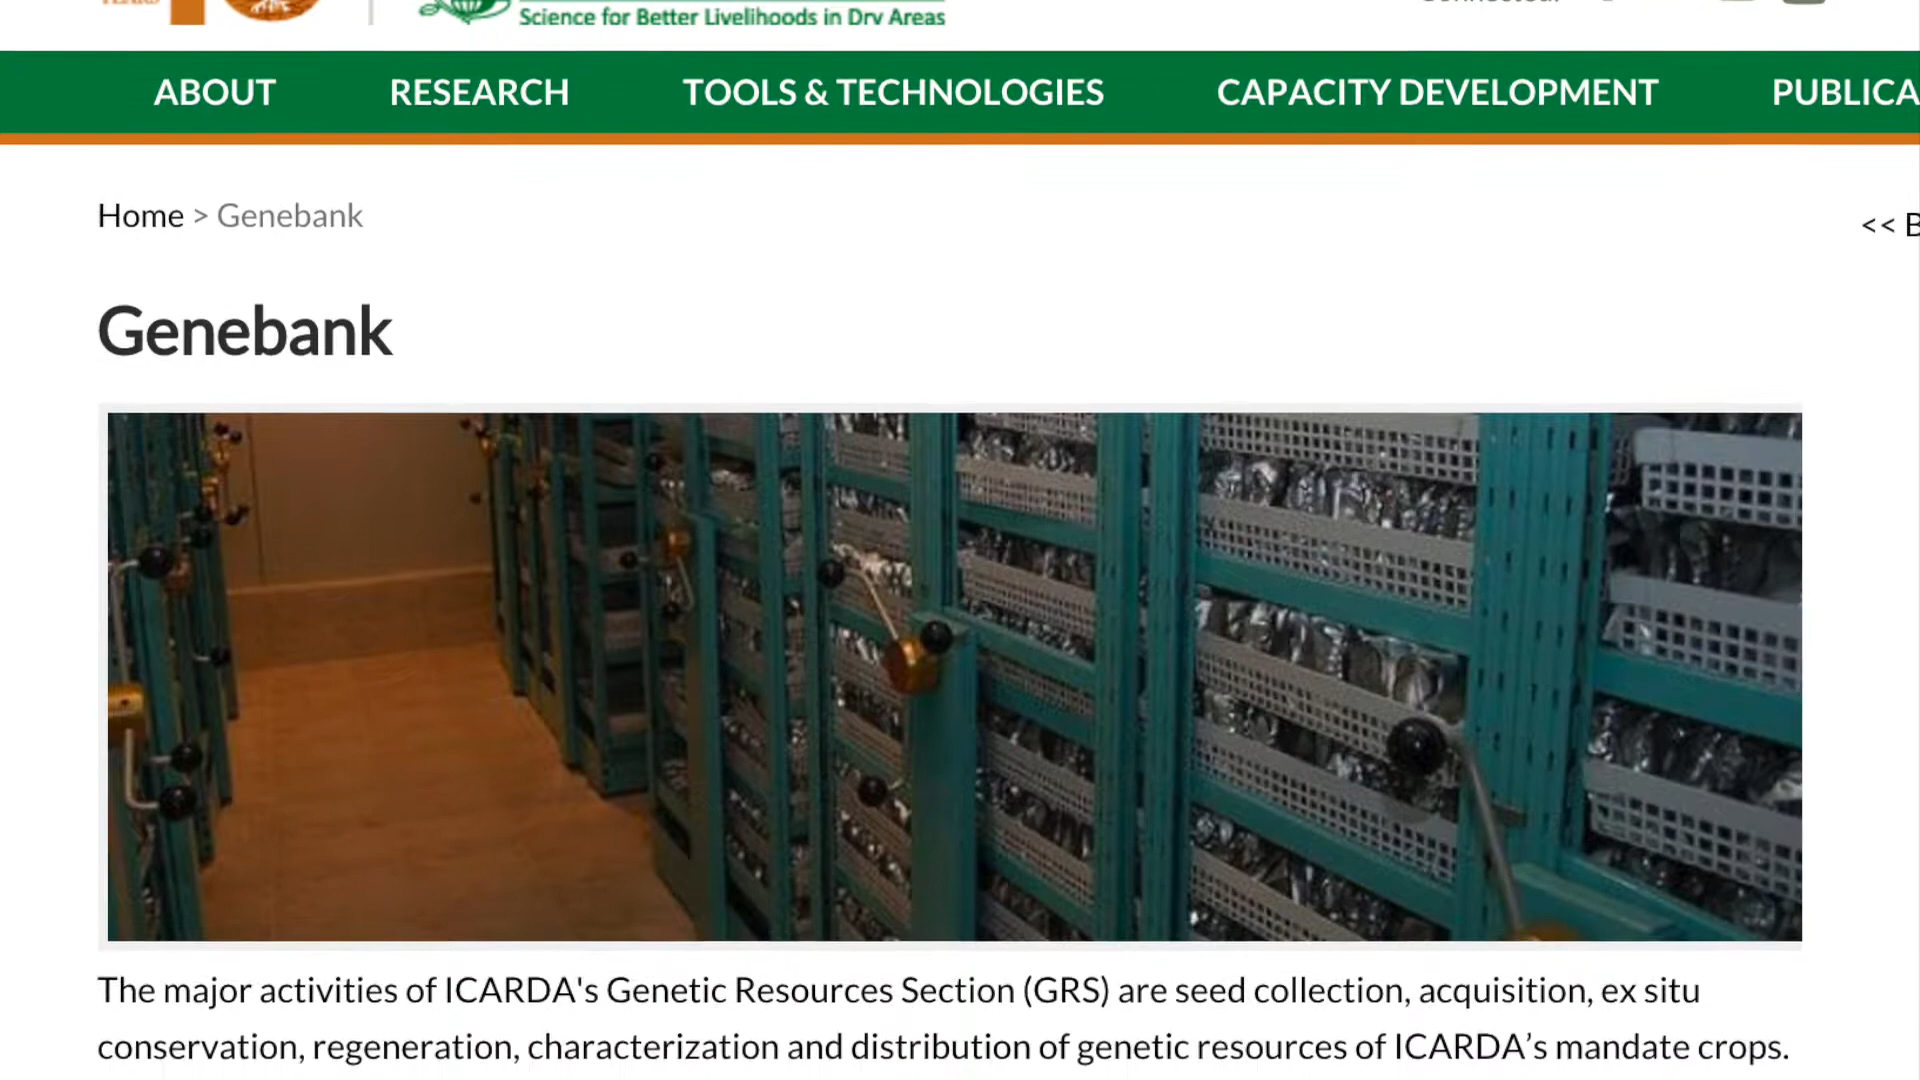 Science for Better Livelihoods in Dry Areas
ABOUT RESEARCH TOOLS & TECHNOLOGIES CAPACITY DEVELOPMENT PUBLICA
Home > Genebank
<< B
Genebank
The major activities of ICARDA's Genetic Resources Section (GRS) are seed collection, acquisition, ex situ
conservation, regeneration, characterization and distribution of genetic resources of ICARDA’s mandate crops.